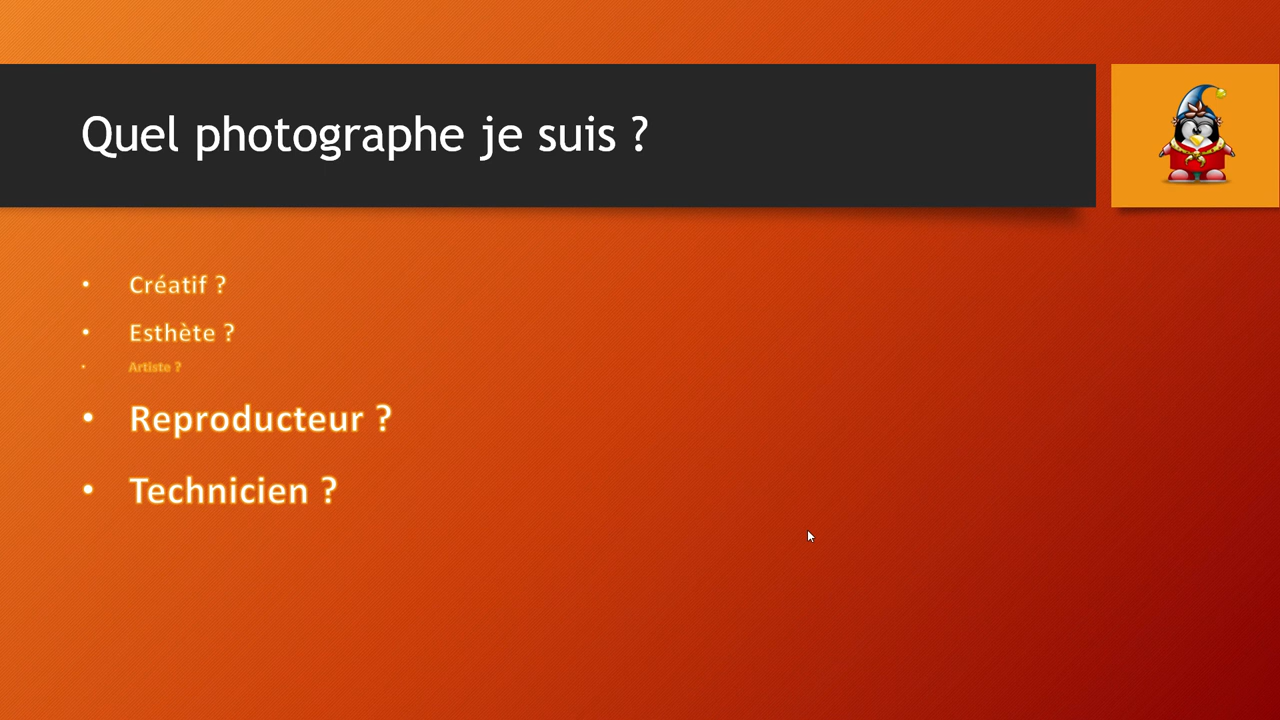 Quel photographe je suis ?
• Créatif ?
• Esthète ?
• Artiste ?
• Reproducteur ?
• Technicien ?